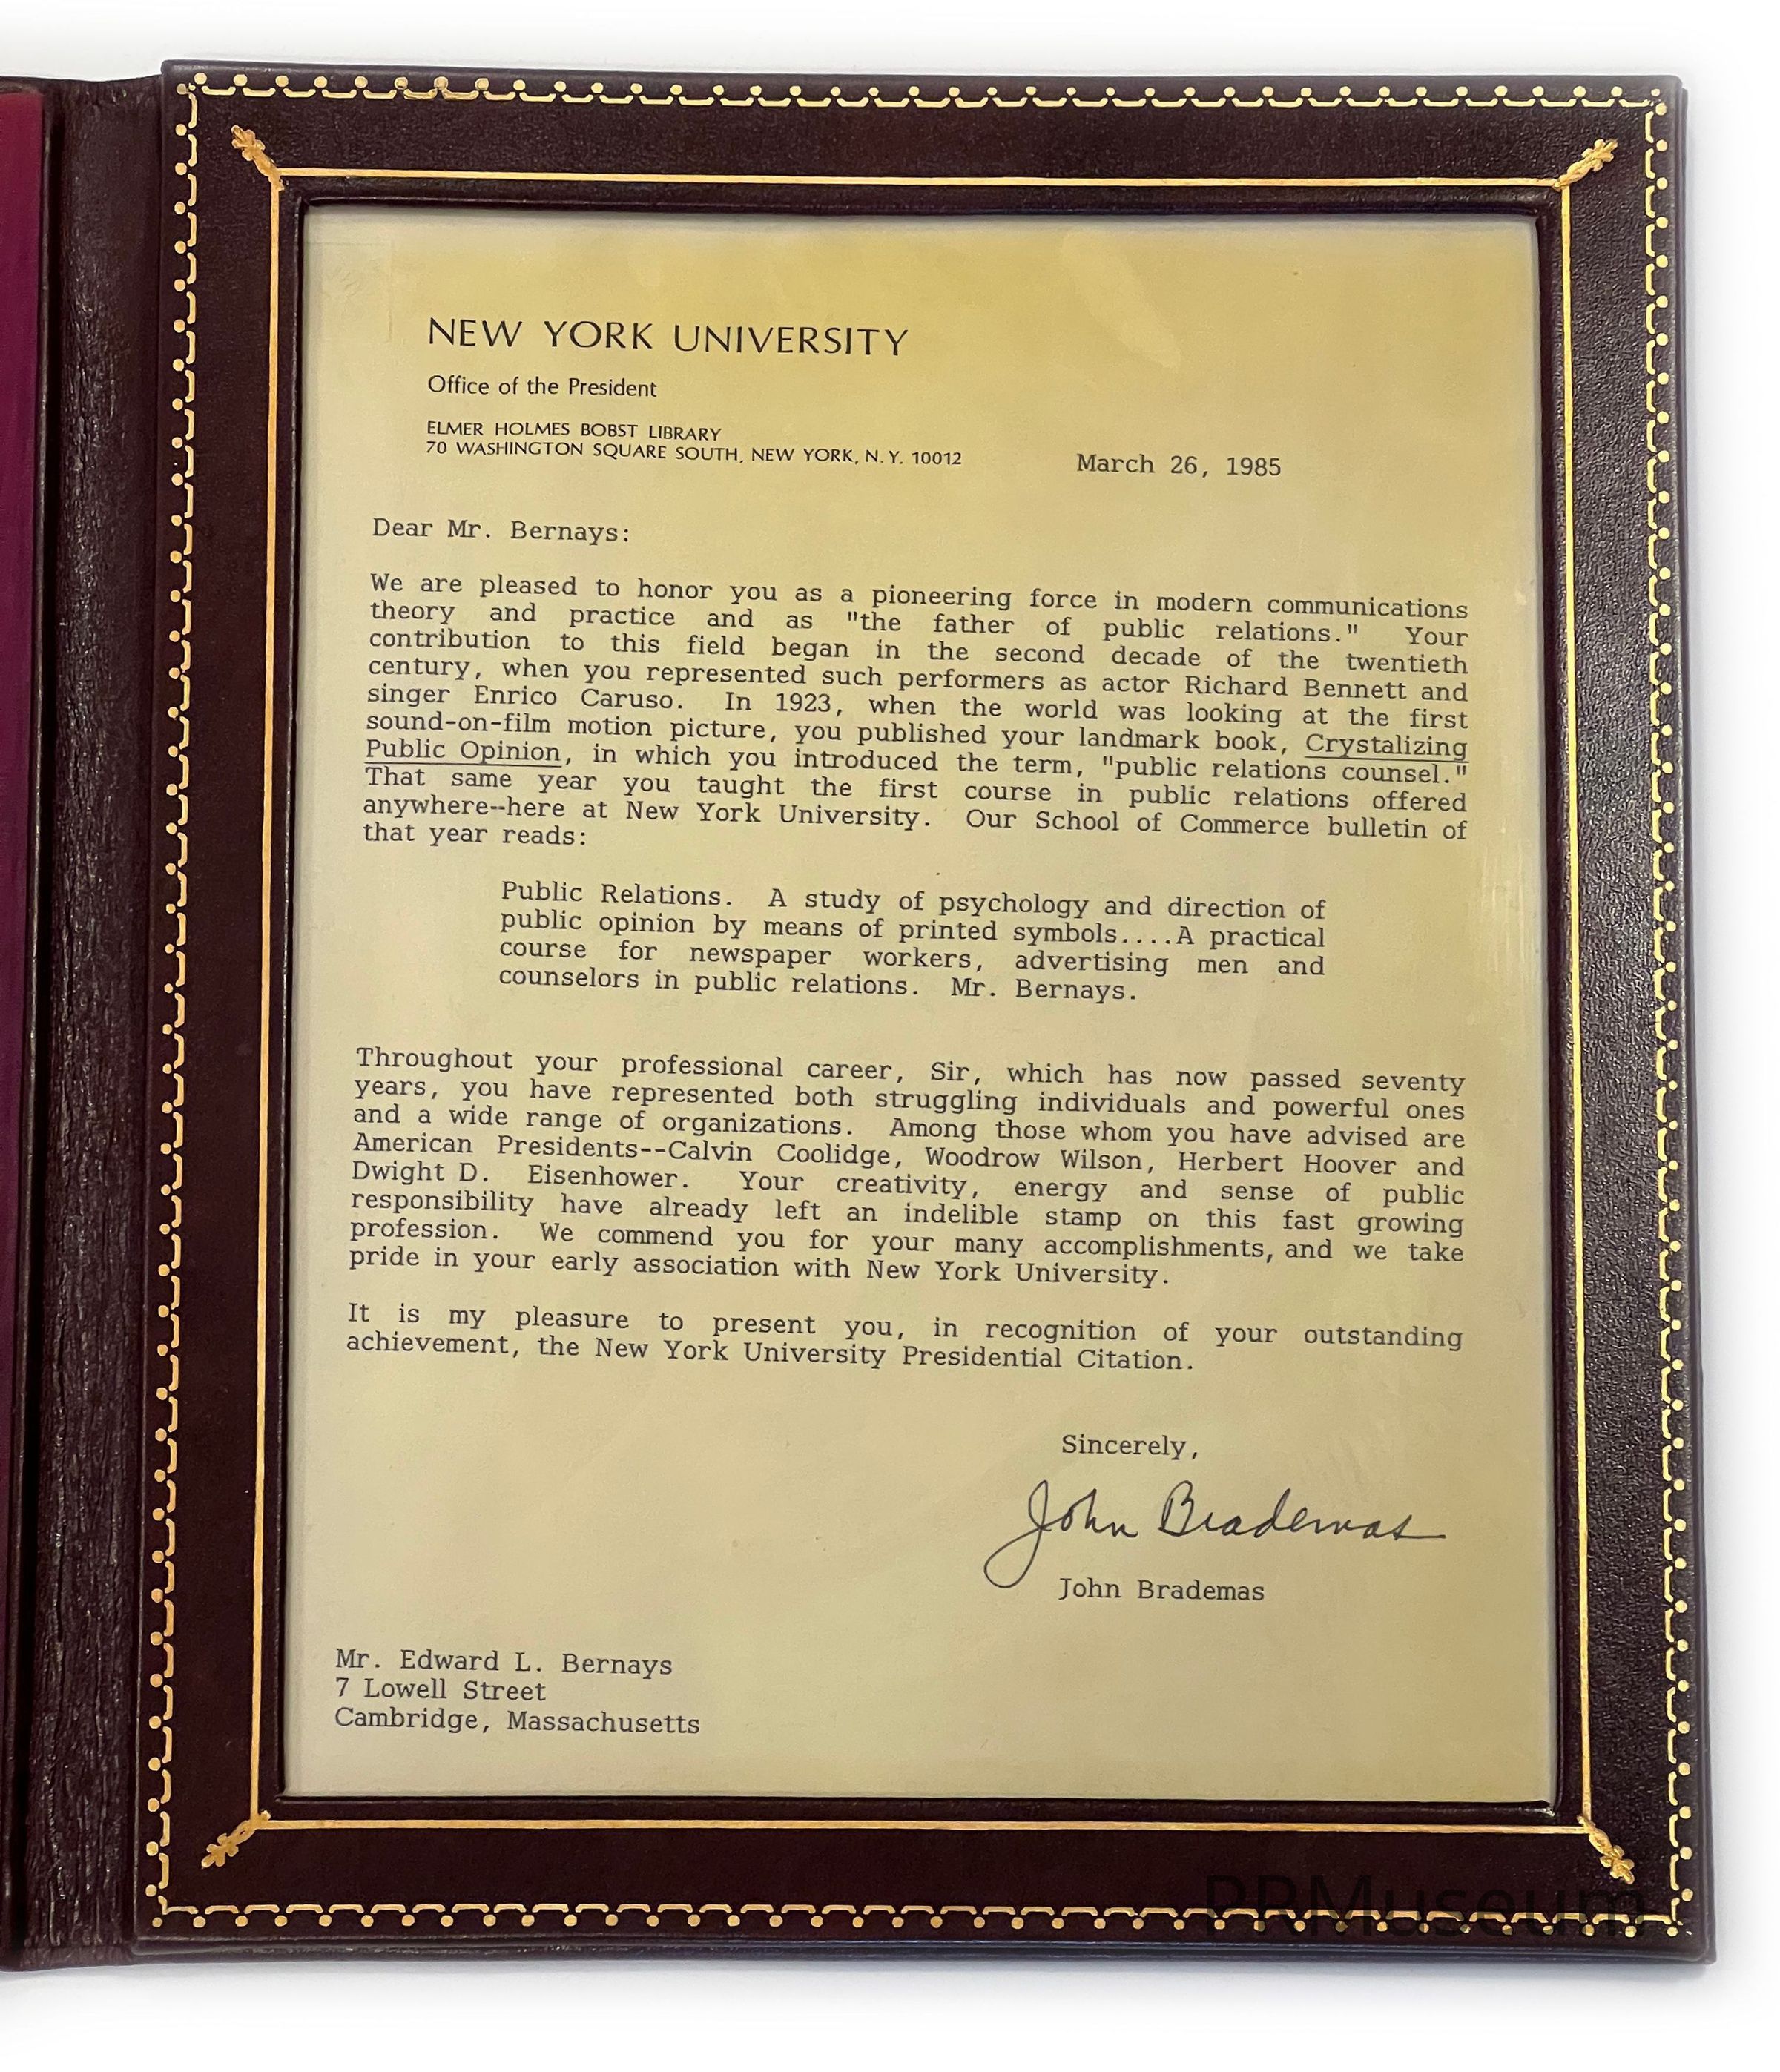 NEW YORK UNIVERSITY
Office of the President
ELMER HOLMES BOBST LIBRARY
70 WASHINGTON SQUARE SOUTH, NEW YORK, N.Y. 10012
March 26, 1985
Dear Mr. Bernays:
We are pleased to honor you as a pioneering force in modern communications
theory and practice and as "the father of public relations." Your
contribution to this field began in the second decade of the twentieth
century, when you represented such performers as actor Richard Bennett and
singer Enrico Caruso. In 1923, when the world was looking at the first
sound-on-film motion picture, you published your landmark book, Crystalizing
Public Opinion, in which you introduced the term, "public relations counsel."
That same year you taught the first course in public relations offered
anywhere--here at New York University. Our School of Commerce bulletin of
that year reads:
Public Relations. A study of psychology and direction of
public opinion by means of printed symbols....A practical
course for newspaper workers, advertising men and
counselors in public relations. Mr. Bernays.
Throughout your professional career, Sir, which has now passed seventy
years, you have represented both struggling individuals and powerful ones
and a wide range of organizations. Among those whom you have advised are
American Presidents--Calvin Coolidge, Woodrow Wilson, Herbert Hoover and
Dwight D. Eisenhower. Your creativity, energy and sense of public
responsibility have already left an indelible stamp on this fast growing
profession. We commend you for your many accomplishments, and we take
pride in your early association with New York University.
It is my pleasure to present you, in recognition of your outstanding
achievement, the New York University Presidential Citation.
Sincerely,
John Brademas
John Brademas
Mr. Edward L. Bernays
7 Lowell Street
Cambridge, Massachusetts
PRMuseum